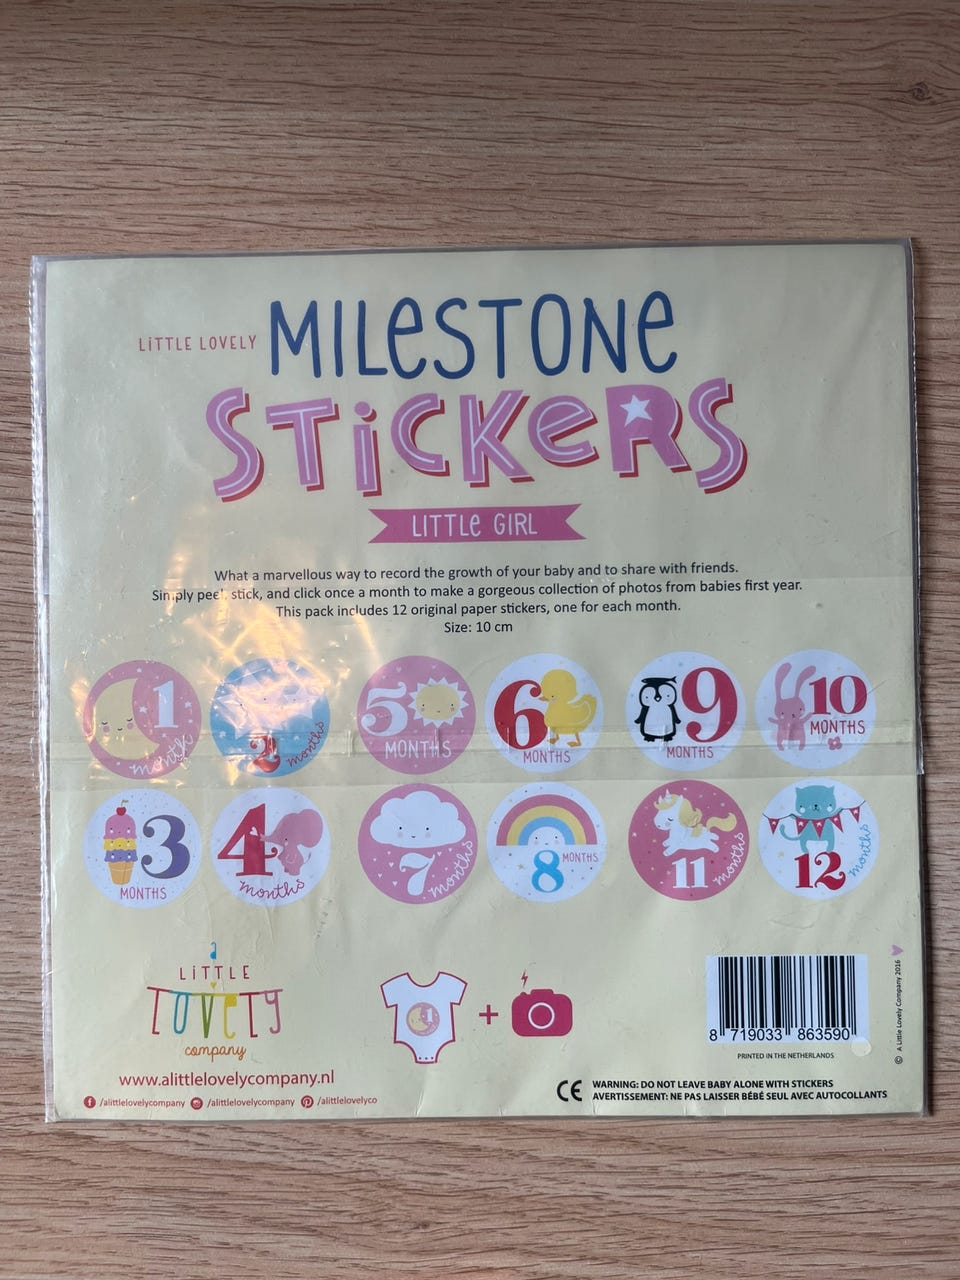 LiTTLE LOVELY MILeSTONe
STiCKeRS
LITTLE GIRL
What a marvellous way to record the growth of your baby and to share with friends.
Simply peel, stick, and click once a month to make a gorgeous collection of photos from babies first year.
This pack includes 12 original paper stickers, one for each month.
Size: 10 cm
1 month
2 months
5 MONTHS
6 MONTHS
9 MONTHS
10 MONTHS
3 MONTHS
4 months
7 months
8 MONTHS
11 months
12 months
a
LiTTLE
LOVELY
company
www.alittlelovelycompany.nl
/alittlelovelycompany /alittlelovelycompany /alittlelovelyco
1
+
8 719033 863590
PRINTED IN THE NETHERLANDS
© A Little Lovely Company 2016
CE WARNING: DO NOT LEAVE BABY ALONE WITH STICKERS
AVERTISSEMENT: NE PAS LAISSER BÉBÉ SEUL AVEC AUTOCOLLANTS